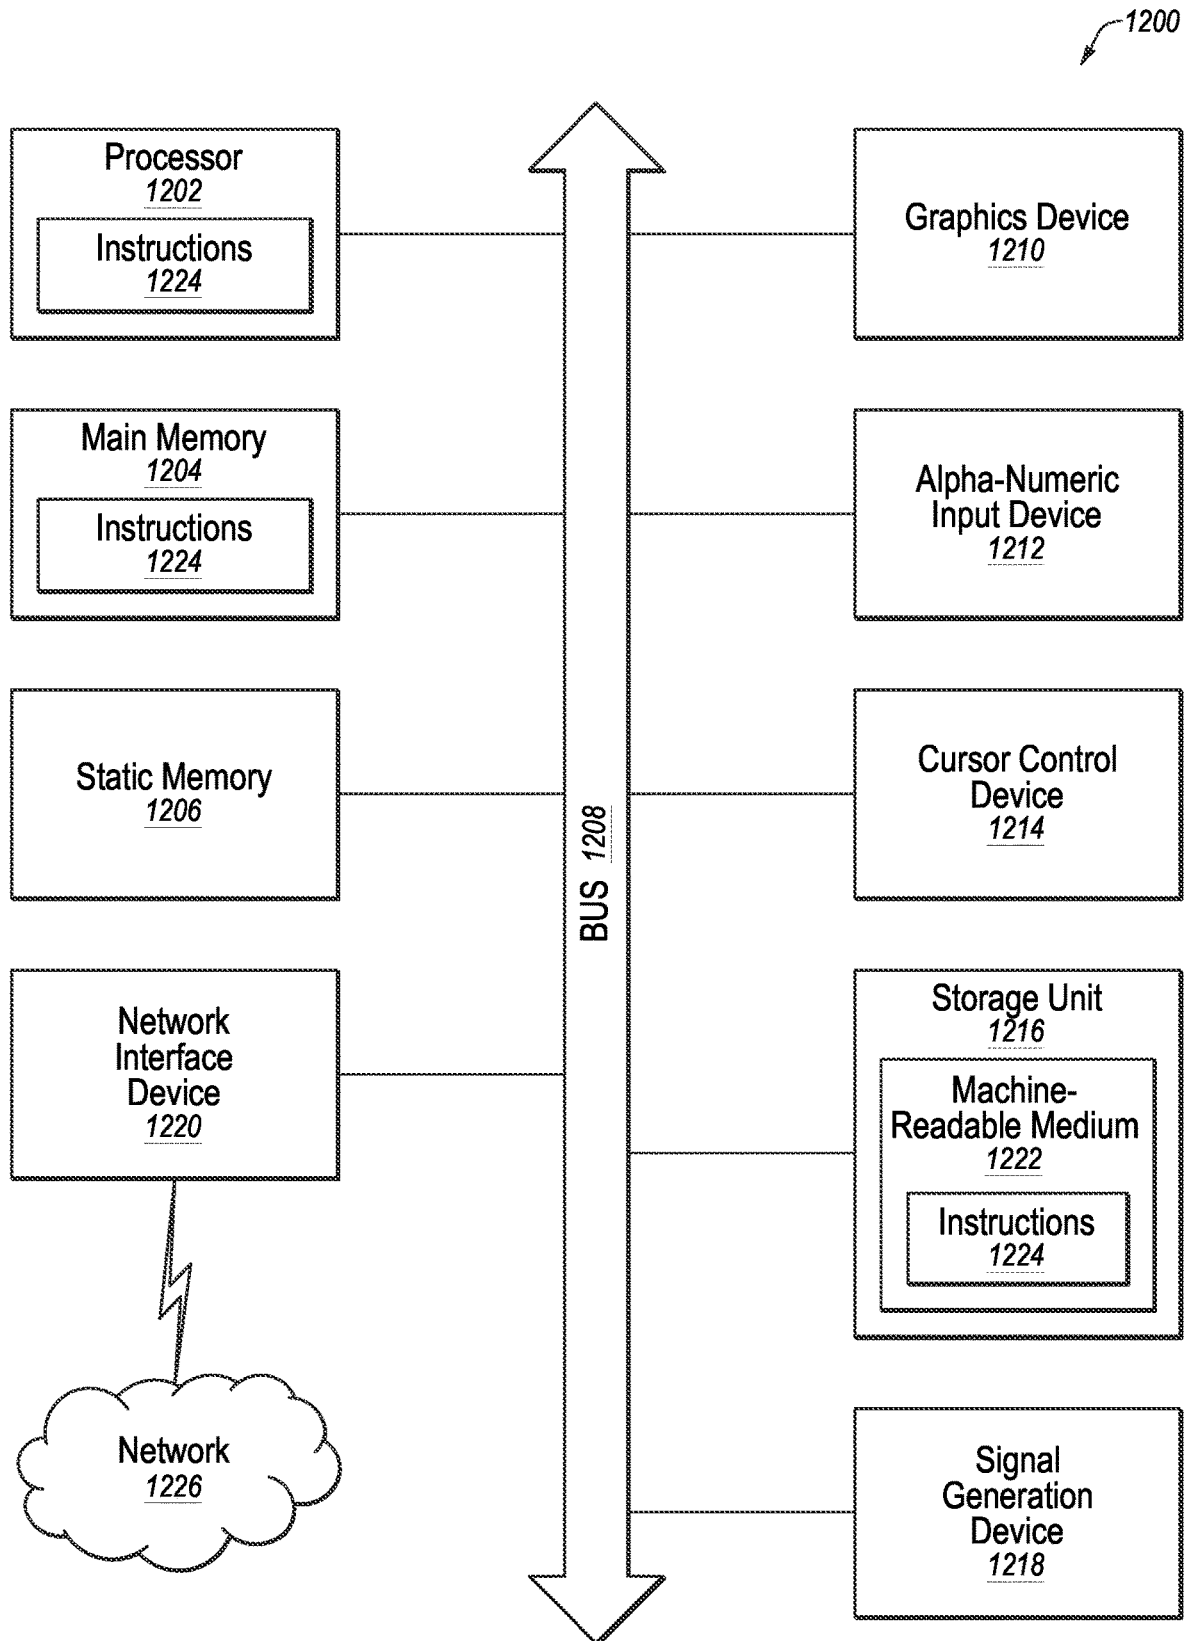 1200
Processor
1202
Instructions
1224
Main Memory
1204
Instructions
1224
Static Memory
1206
Network
Interface
Device
1220
Network
1226
BUS 1208
Graphics Device
1210
Alpha-Numeric
Input Device
1212
Cursor Control
Device
1214
Storage Unit
1216
Machine-
Readable Medium
1222
Instructions
1224
Signal
Generation
Device
1218